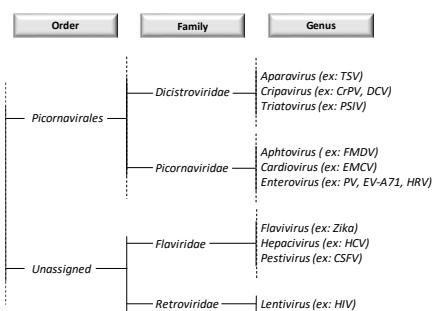 Order Family Genus
Aparavirus (ex: TSV)
Picornavirales Dicistroviridae Cripavirus (ex: CrPV, DCV)
Triatovirus (ex: PSIV)
Aphtovirus ( ex: FMDV)
Picornaviridae Cardiovirus (ex: EMCV)
Enterovirus (ex: PV, EV-A71, HRV)
Flavivirus (ex: Zika)
Unassigned Flaviridae Hepacivirus (ex: HCV)
Pestivirus (ex: CSFV)
Retroviridae Lentivirus (ex: HIV)